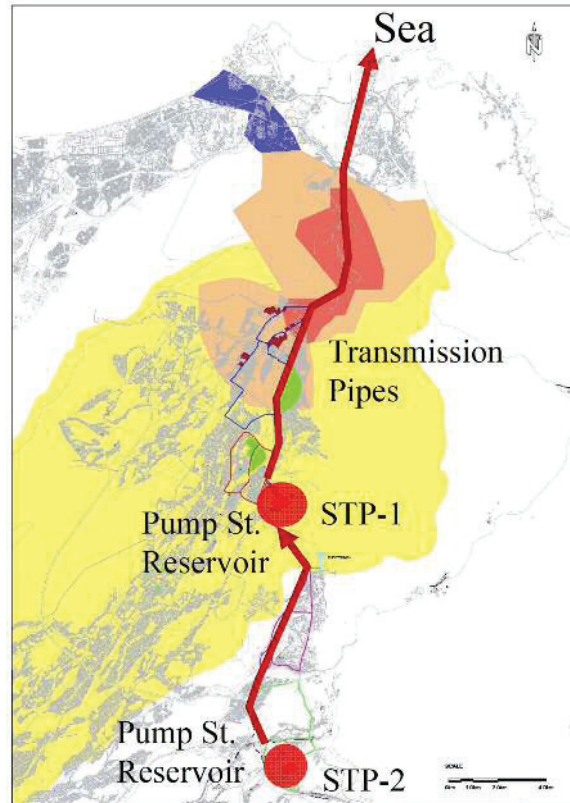 Sea
N
Transmission
Pipes
STP-1
Pump St.
Reservoir
Pump St.
Reservoir
STP-2
SCALE